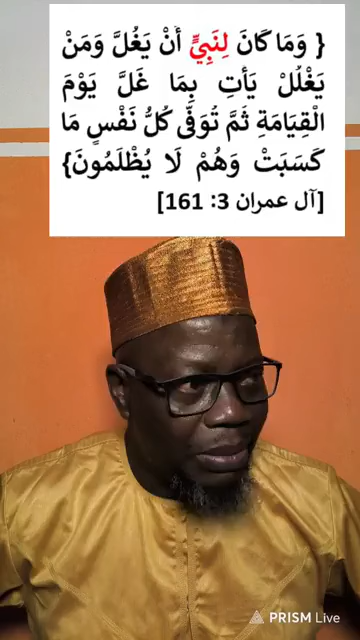 { وَمَا كَانَ لِنَبِيٍّ أَنْ يَغُلَّ وَمَنْ
يَغْلُلْ يَأْتِ بِمَا غَلَّ يَوْمَ
الْقِيَامَةِ ثُمَّ تُوَفَّى كُلُّ نَفْسٍ مَا
كَسَبَتْ وَهُمْ لَا يُظْلَمُونَ}
[آل عمران 3: 161]
PRISM Live